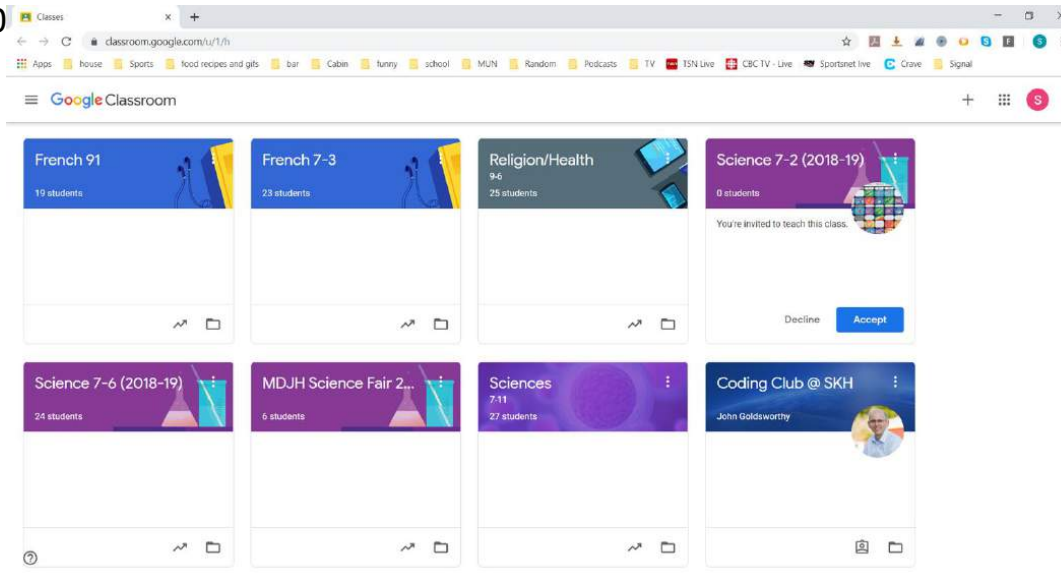 Classes
classroom.google.com/u/1/h
Apps house Sports food recipes and gifs bar Cabin funny school MUN Random Podcasts TV TSN Live CBC TV - Live Sportsnet live Crave Signal
Google Classroom
S
French 91
19 students
French 7-3
23 students
Religion/Health
9-6
25 students
Science 7-2 (2018-19)
0 students
You're invited to teach this class.
Decline Accept
Science 7-6 (2018-19)
24 students
MDJH Science Fair 2...
6 students
Sciences
7-11
27 students
Coding Club @ SKH
John Goldsworthy